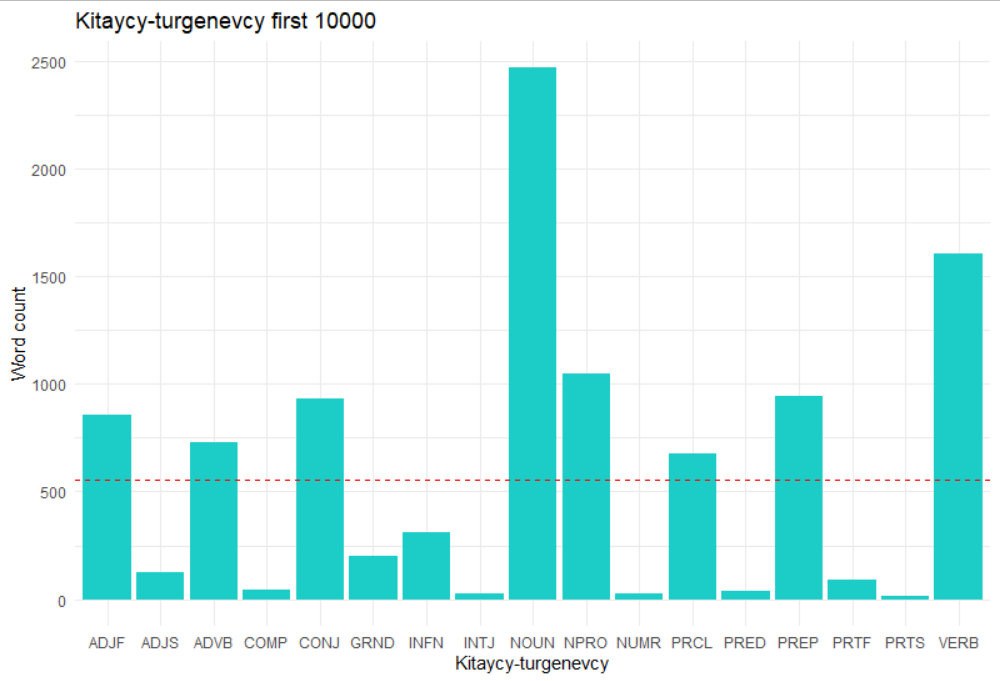 Kitaycy-turgenevcy first 10000
Word count
2500
2000
1500
1000
500
0
ADJF ADJS ADVB COMP CONJ GRND INFN INTJ NOUN NPRO NUMR PRCL PRED PREP PRTF PRTS VERB
Kitaycy-turgenevcy